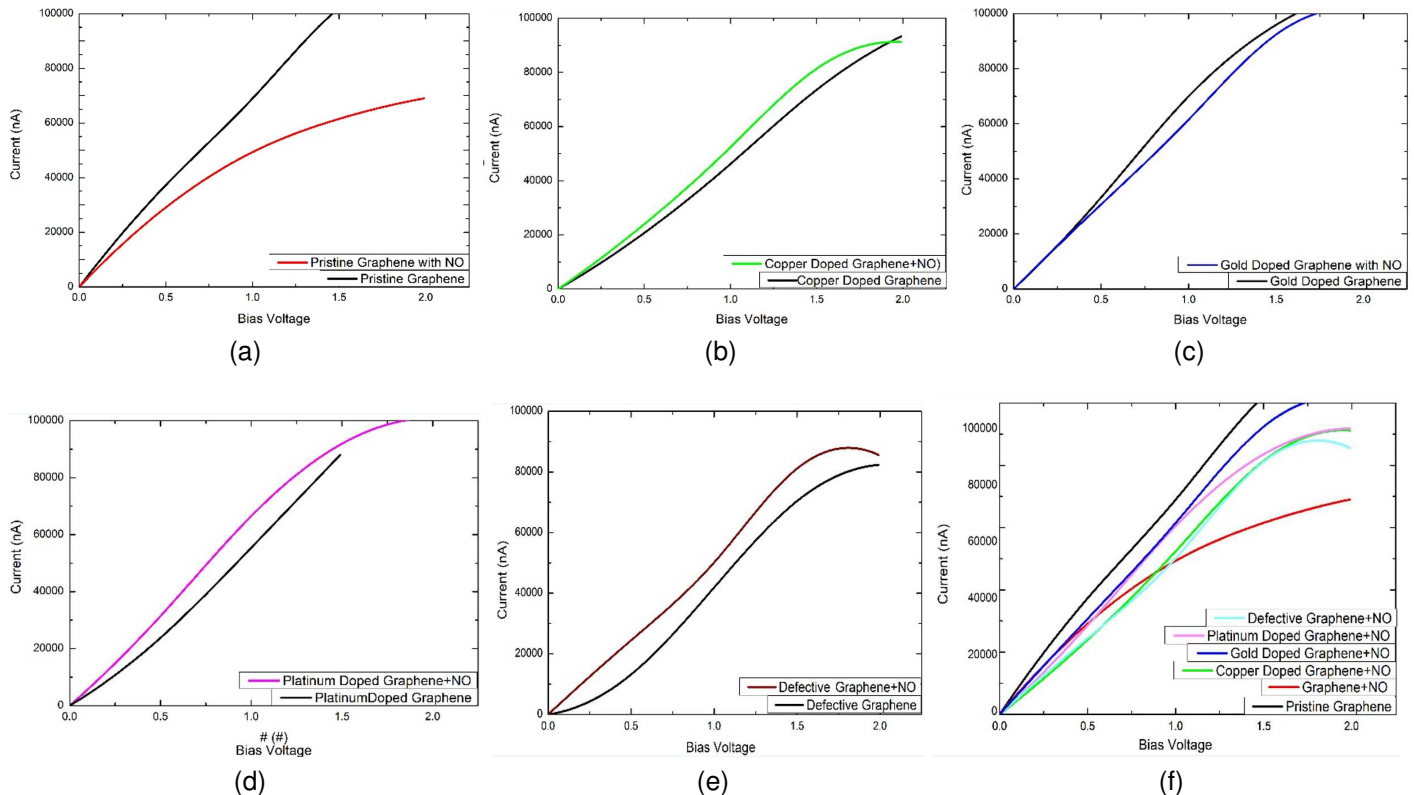 100000
90000
80000
60000
40000
20000
0
0.0 0.5 1.0 1.5 2.0
Current (nA)
Bias Voltage
Pristine Graphene with NO
Pristine Graphene
(a)
100000
80000
60000
40000
20000
0
0.0 0.5 1.0 1.5 2.0
Current (nA)
Bias Voltage
Copper Doped Graphene+NO)
Copper Doped Graphene
(b)
100000
80000
60000
40000
20000
0
0.0 0.5 1.0 1.5 2.0
Current (nA)
Bias Voltage
Gold Doped Graphene with NO
Gold Doped Graphene
(c)
100000
80000
60000
40000
20000
0
0.0 0.5 1.0 1.5 2.0
Current (nA)
# (#)
Bias Voltage
Platinum Doped Graphene+NO
PlatinumDoped Graphene
(d)
100000
80000
60000
40000
20000
0
0.0 0.5 1.0 1.5 2.0
Current (nA)
Bias Voltage
Defective Graphene+NO
Defective Graphene
(e)
100000
80000
60000
40000
20000
0
0.0 0.5 1.0 1.5 2.0
Current (nA)
Bias Voltage
Defective Graphene+NO
Platinum Doped Graphene+NO
Gold Doped Graphene+NO
Copper Doped Graphene+NO
Graphene+NO
Pristine Graphene
(f)